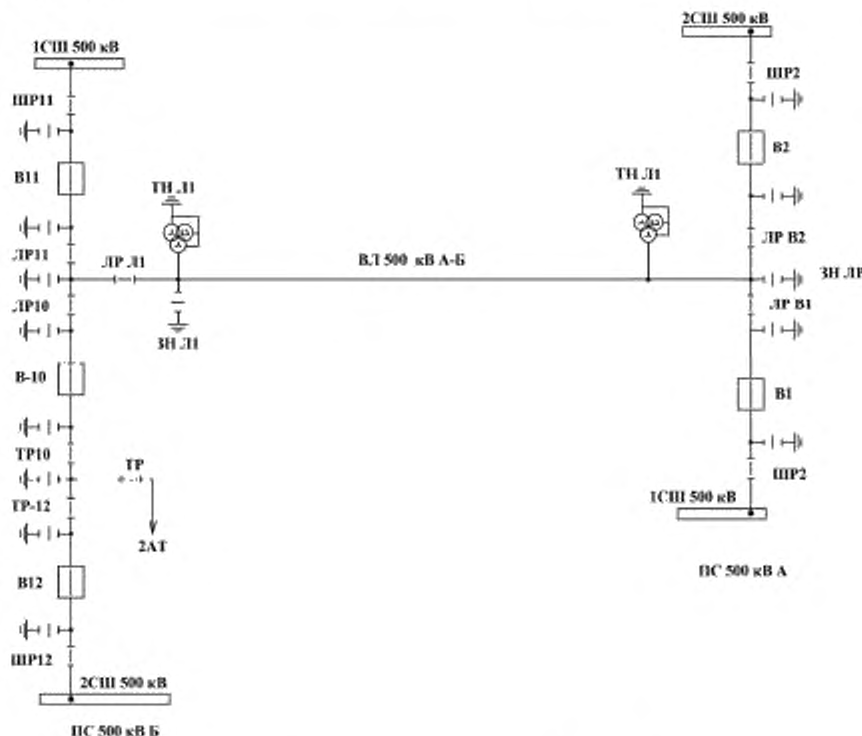 2СШ 500 кВ
1СШ 500 кВ
ШР2
ШР11
В2
В11
ТН Л1
ТН Л1
ЛР В2
ЛР11
ЛР Л1
ВЛ 500 кВ А-Б
ЗН ЛР
ЛР10
ЛР В1
ЗН Л1
В-10
В1
ТР10
ТР
ШР2
ТР-12
1СШ 500 кВ
2АТ
В12
ПС 500 кВ А
ШР12
2СШ 500 кВ
ПС 500 кВ Б